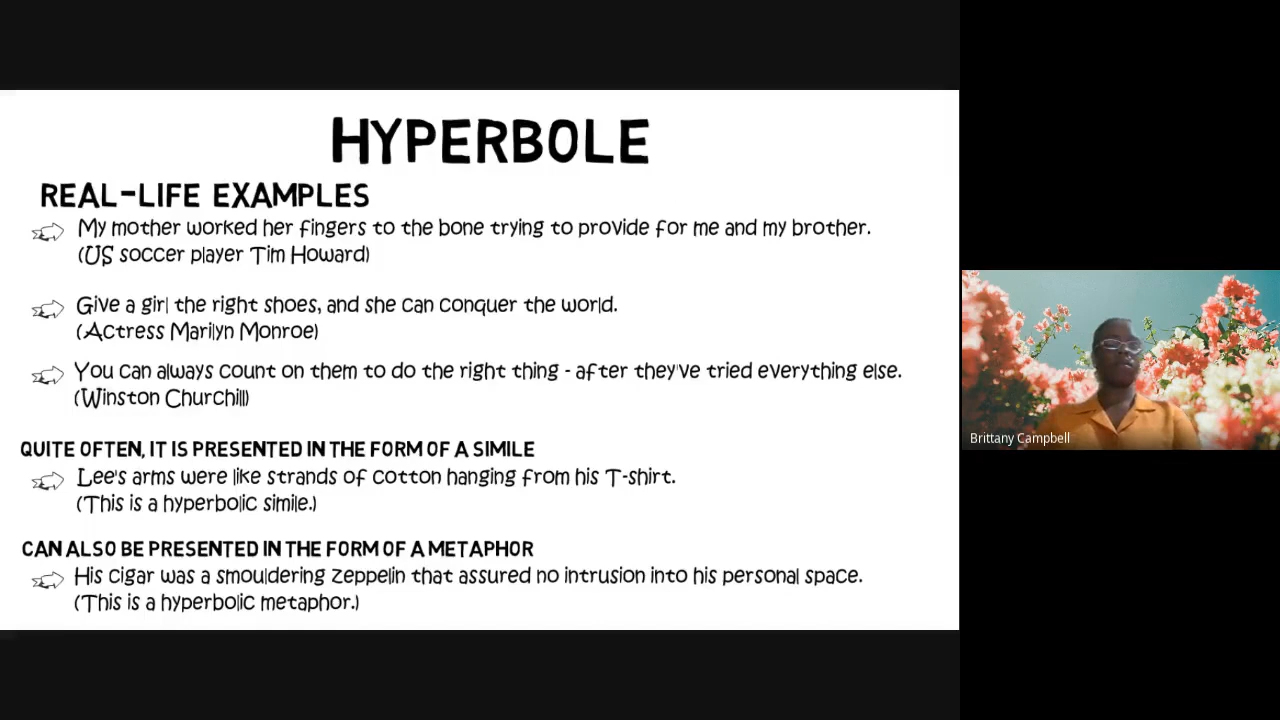 HYPERBOLE
REAL-LIFE EXAMPLES
My mother worked her fingers to the bone trying to provide for me and my brother.
(US soccer player Tim Howard)
Give a girl the right shoes, and she can conquer the world.
(Actress Marilyn Monroe)
You can always count on them to do the right thing - after they've tried everything else.
(Winston Churchill)
QUITE OFTEN, IT IS PRESENTED IN THE FORM OF A SIMILE
Lee's arms were like strands of cotton hanging from his T-shirt.
(This is a hyperbolic simile.)
CAN ALSO BE PRESENTED IN THE FORM OF A METAPHOR
His cigar was a smouldering zeppelin that assured no intrusion into his personal space.
(This is a hyperbolic metaphor.)
Brittany Campbell